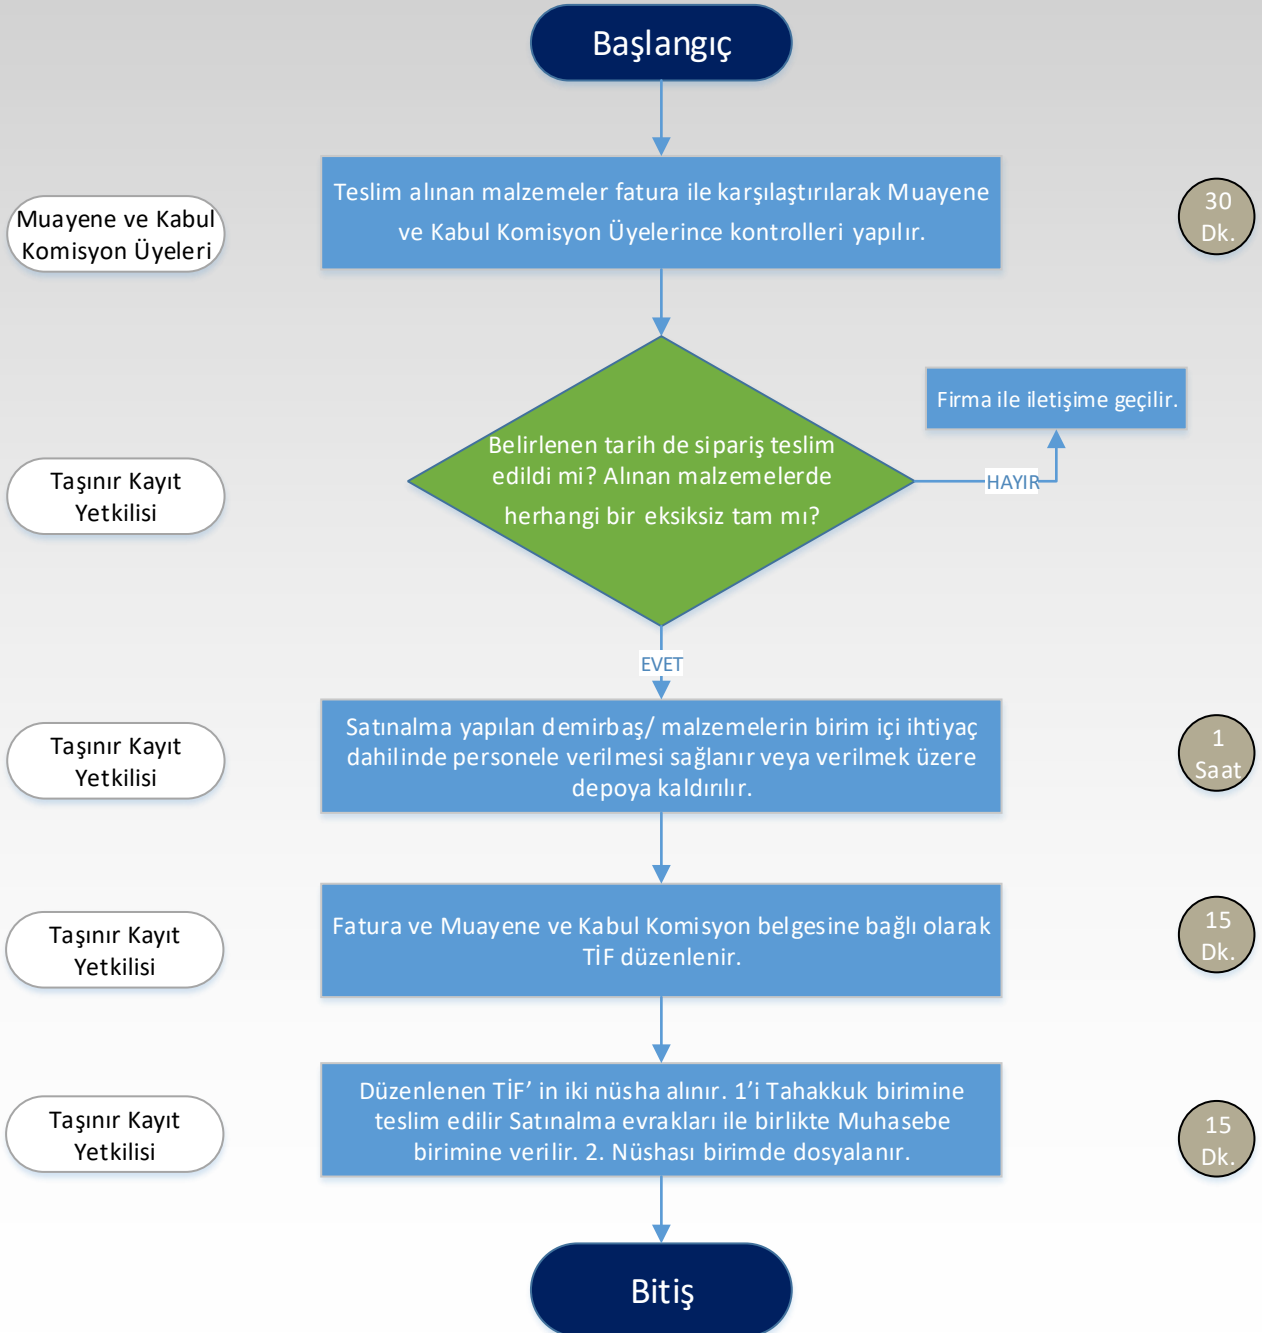 Başlangıç
Muayene ve Kabul
Komisyon Üyeleri
Teslim alınan malzemeler fatura ile karşılaştırılarak Muayene
ve Kabul Komisyon Üyelerince kontrolleri yapılır.
30
Dk.
Taşınır Kayıt
Yetkilisi
Belirlenen tarih de sipariş teslim
edildi mi? Alınan malzemelerde
herhangi bir eksiksiz tam mı?
HAYIR
Firma ile iletişime geçilir.
EVET
Taşınır Kayıt
Yetkilisi
Satınalma yapılan demirbaş/ malzemelerin birim içi ihtiyaç
dahilinde personele verilmesi sağlanır veya verilmek üzere
depoya kaldırılır.
1
Saat
Taşınır Kayıt
Yetkilisi
Fatura ve Muayene ve Kabul Komisyon belgesine bağlı olarak
TİF düzenlenir.
15
Dk.
Taşınır Kayıt
Yetkilisi
Düzenlenen TİF’ in iki nüsha alınır. 1’i Tahakkuk birimine
teslim edilir Satınalma evrakları ile birlikte Muhasebe
birimine verilir. 2. Nüshası birimde dosyalanır.
15
Dk.
Bitiş